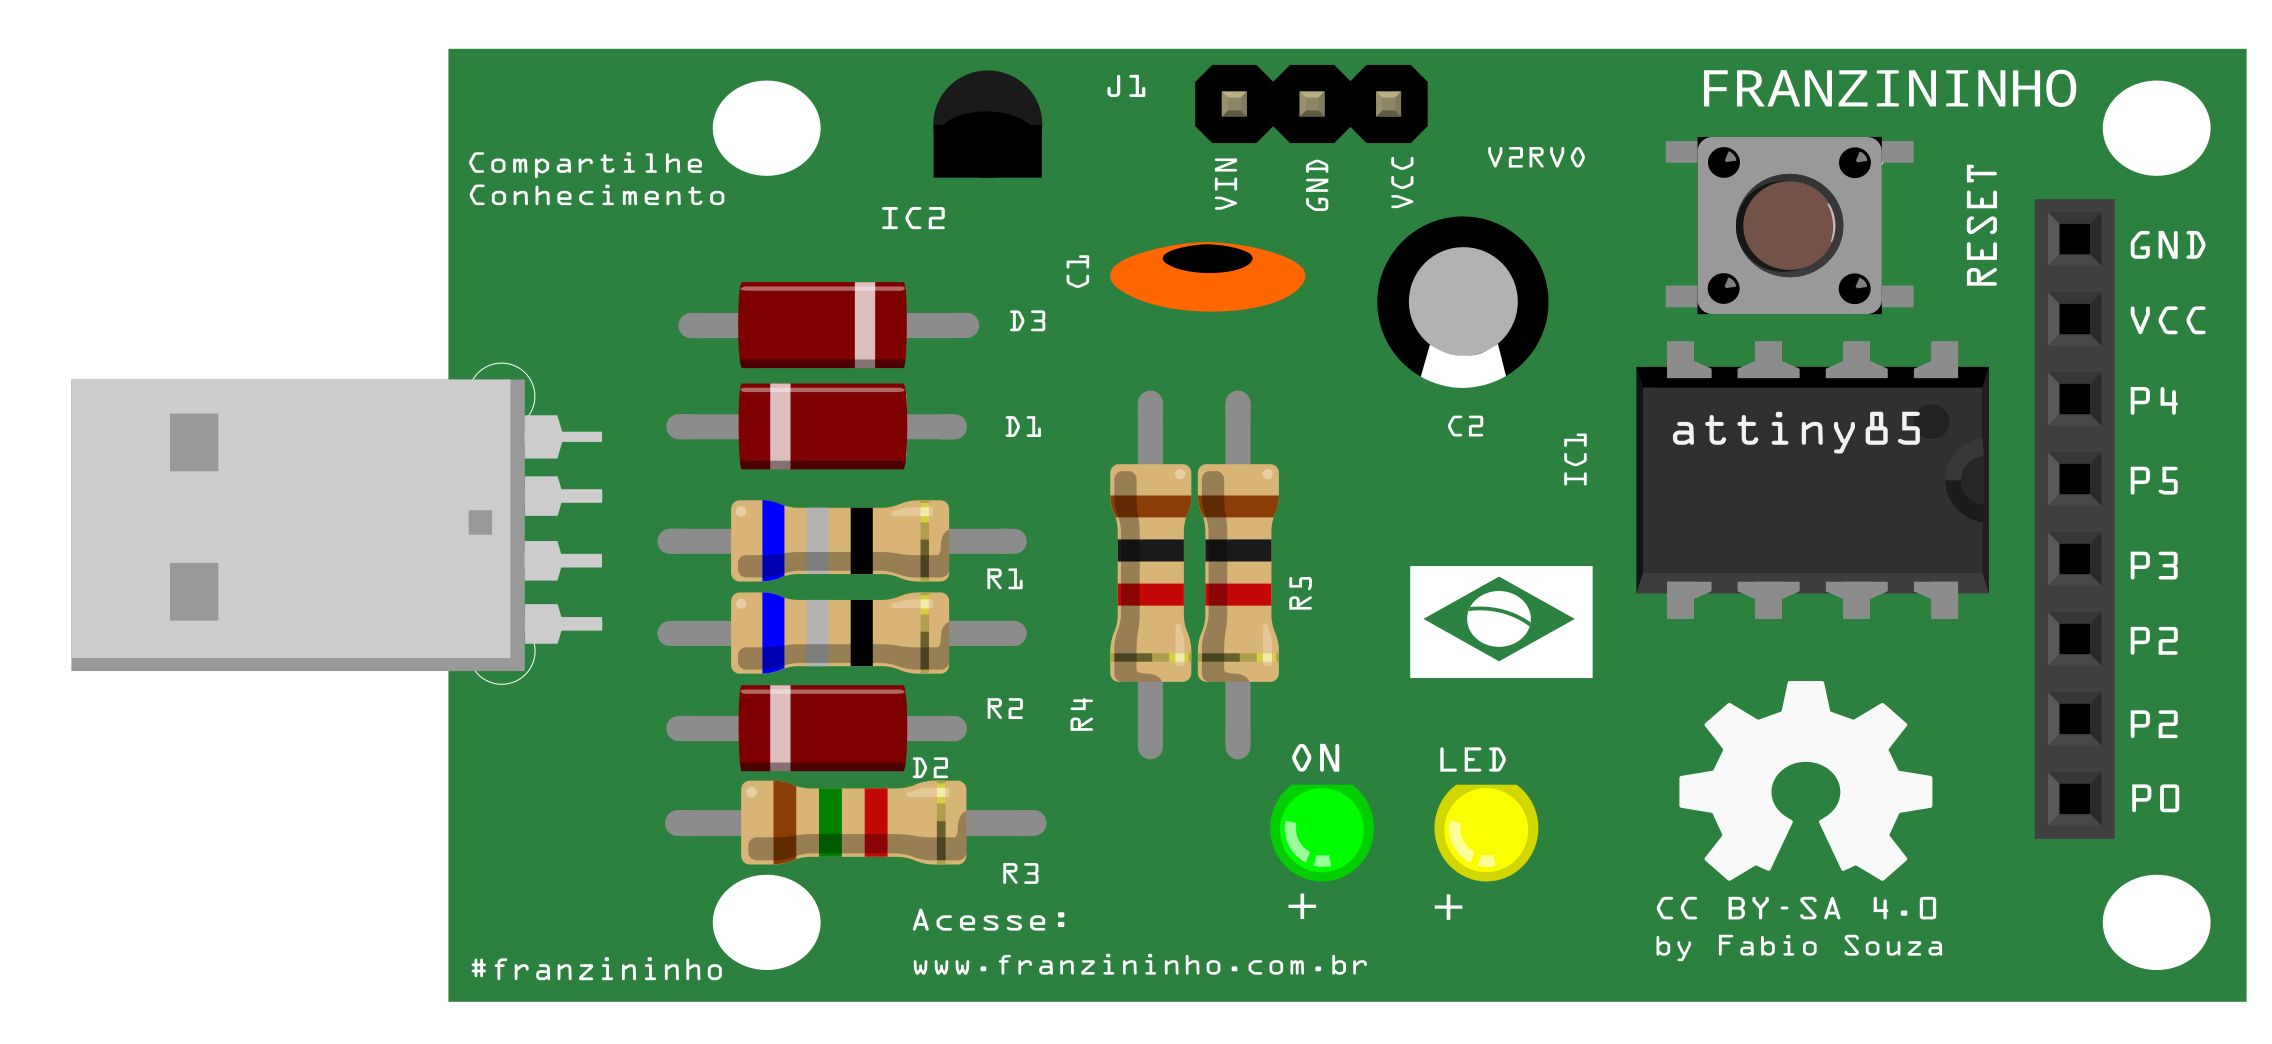 FRANZININHO
J1
Compartilhe
Conhecimento
IC2
VIN
GND
VCC
V2RV0
RESET
GND
VCC
P4
P5
P3
P2
P2
P0
C1
D3
D1
C2
IC1
attiny85
R1
R5
R2
R4
D2
ON
LED
R3
+
+
Acesse:
www.franzininho.com.br
#franzininho
CC BY-SA 4.0
by Fabio Souza